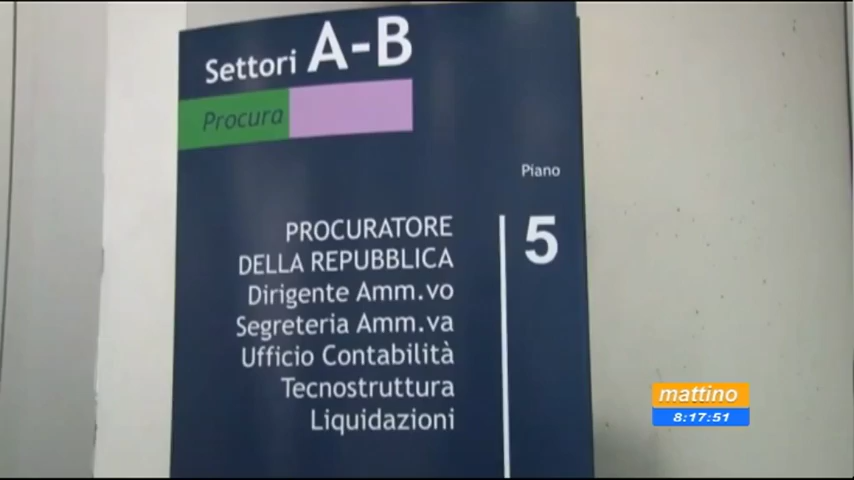 Settori A-B
Procura
Piano
5
PROCURATORE
DELLA REPUBBLICA
Dirigente Amm.vo
Segreteria Amm.va
Ufficio Contabilità
Tecnostruttura
Liquidazioni
mattino
8:17:51